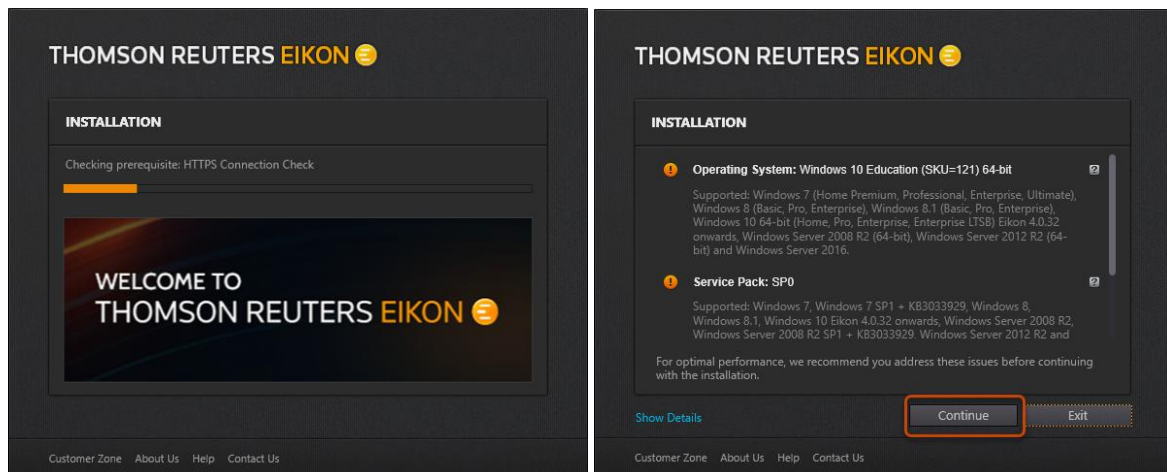 THOMSON REUTERS EIKON
INSTALLATION
Checking prerequisite: HTTPS Connection Check
WELCOME TO
THOMSON REUTERS EIKON
Customer Zone About Us Help Contact Us
THOMSON REUTERS EIKON
INSTALLATION
! Operating System: Windows 10 Education (SKU=121) 64-bit ?
Supported: Windows 7 (Home Premium, Professional, Enterprise, Ultimate),
Windows 8 (Basic, Pro, Enterprise), Windows 8.1 (Basic, Pro, Enterprise),
Windows 10 64-bit (Home, Pro, Enterprise, Enterprise LTSB) Eikon 4.0.32
onwards, Windows Server 2008 R2 (64-bit), Windows Server 2012 R2 (64-
bit) and Windows Server 2016.
! Service Pack: SP0 ?
Supported: Windows 7, Windows 7 SP1 + KB3033929, Windows 8,
Windows 8.1, Windows 10 Eikon 4.0.32 onwards, Windows Server 2008 R2,
Windows Server 2008 R2 SP1 + KB3033929. Windows Server 2012 R2 and
For optimal performance, we recommend you address these issues before continuing
with the installation.
Show Details Continue Exit
Customer Zone About Us Help Contact Us